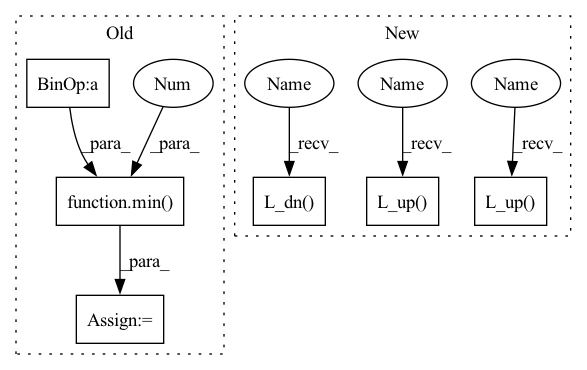 Old
New
BinOp:a
Num
Name
Name
Name
_para_
_para_
_recv_
_recv_
_recv_
function.min()
L_dn()
L_up()
L_up()
_para_
Assign:=